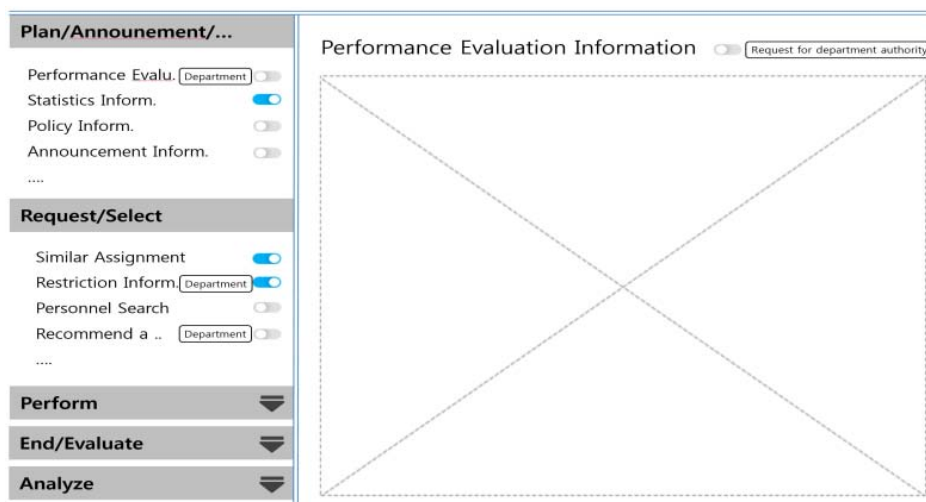 Plan/Announement/...
Performance Evalu. Department
Statistics Inform.
Policy Inform.
Announcement Inform.
....
Request/Select
Similar Assignment
Restriction Inform. Department
Personnel Search
Recommend a .. Department
....
Perform
End/Evaluate
Analyze
Performance Evaluation Information Request for department authority